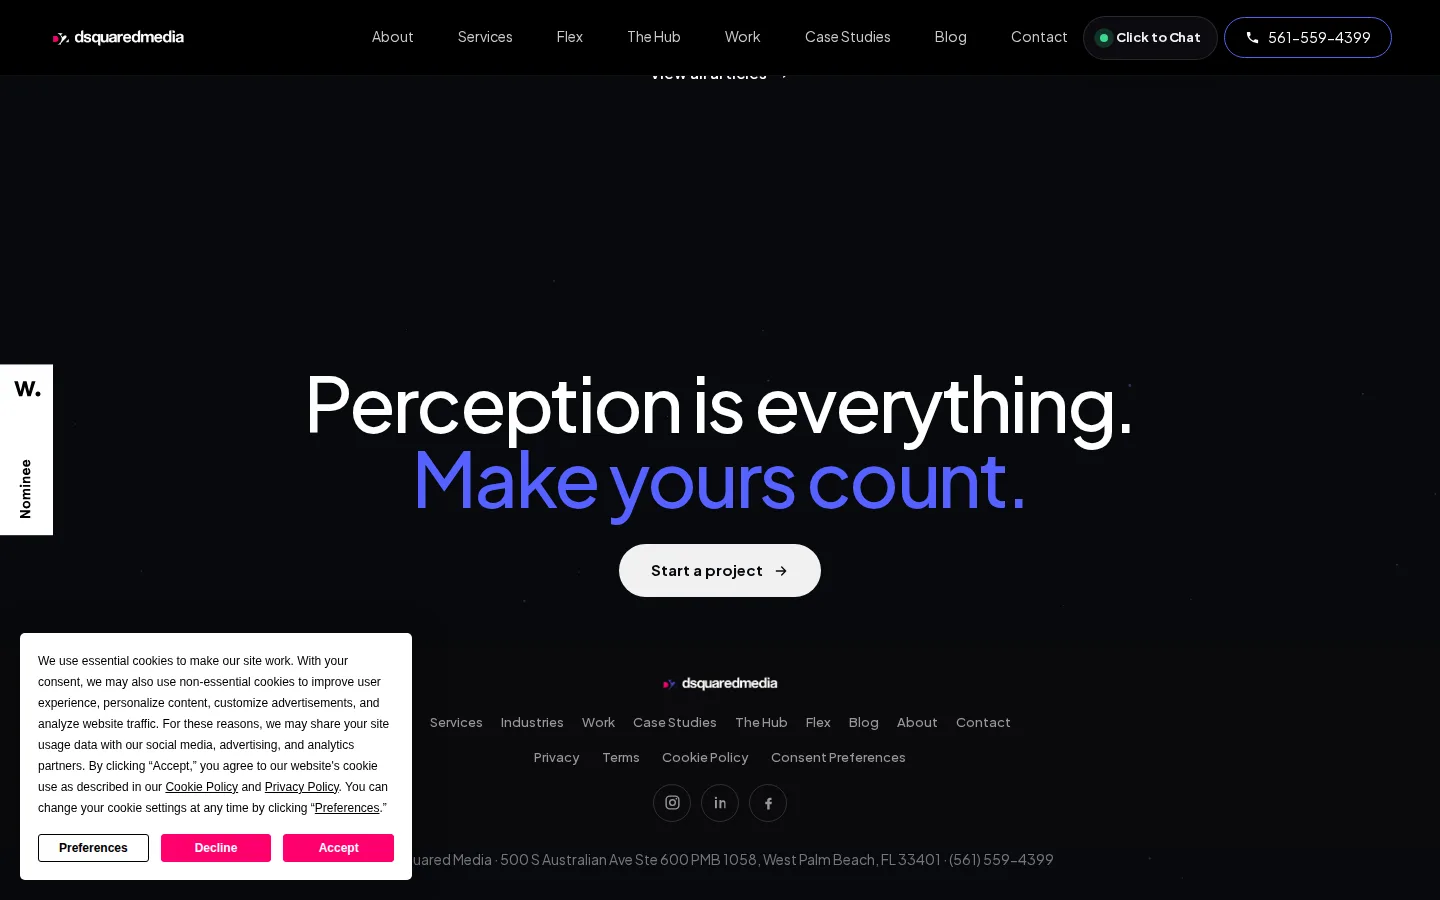 dsquaredmedia
About Services Flex The Hub Work Case Studies Blog Contact Click to Chat 561-559-4399
View all articles →
Perception is everything.
Make yours count.
W.
Nominee
Start a project →
We use essential cookies to make our site work. With your
consent, we may also use non-essential cookies to improve user
experience, personalize content, customize advertisements, and
analyze website traffic. For these reasons, we may share your site
usage data with our social media, advertising, and analytics
partners. By clicking “Accept,” you agree to our website's cookie
use as described in our Cookie Policy and Privacy Policy. You can
change your cookie settings at any time by clicking “Preferences.”
Preferences Decline Accept
dsquaredmedia
Services Industries Work Case Studies The Hub Flex Blog About Contact
Privacy Terms Cookie Policy Consent Preferences
Media · 500 S Australian Ave Ste 600 PMB 1058, West Palm Beach, FL 33401 · (561) 559-4399